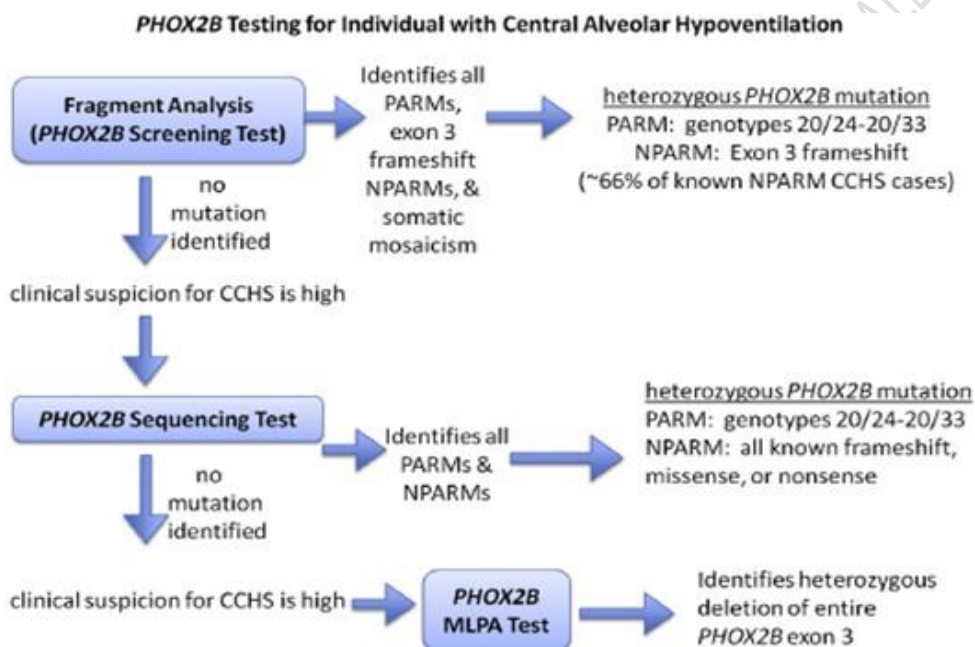 PHOX2B Testing for Individual with Central Alveolar Hypoventilation
Fragment Analysis
(PHOX2B Screening Test)
Identifies all
PARMs,
exon 3
frameshift
NPARMs, &
somatic
mosaicism
heterozygous PHOX2B mutation
PARM: genotypes 20/24-20/33
NPARM: Exon 3 frameshift
(~66% of known NPARM CCHS cases)
no
mutation
identified
clinical suspicion for CCHS is high
PHOX2B Sequencing Test
Identifies all
PARMs &
NPARMs
heterozygous PHOX2B mutation
PARM: genotypes 20/24-20/33
NPARM: all known frameshift,
missense, or nonsense
no
mutation
identified
clinical suspicion for CCHS is high
PHOX2B
MLPA Test
Identifies heterozygous
deletion of entire
PHOX2B exon 3